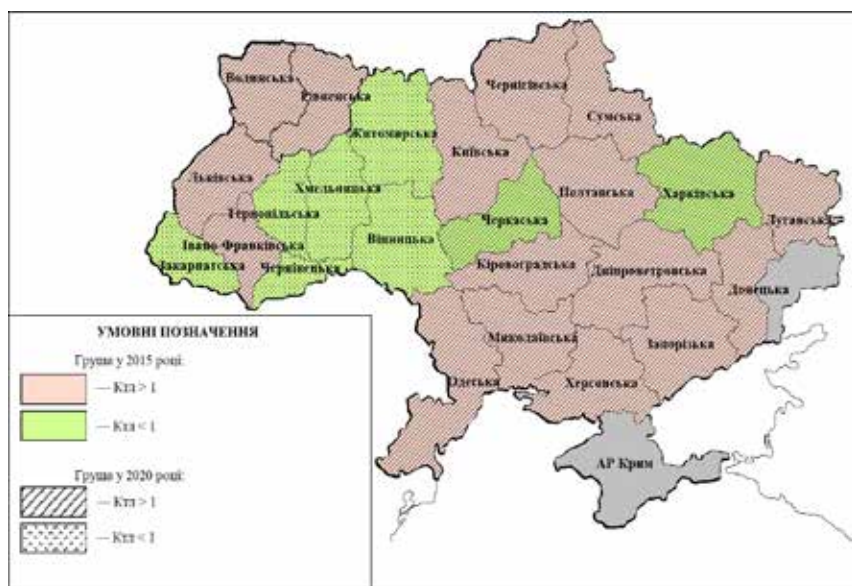 Волинська
Рівненська
Житомирська
Чернігівська
Сумська
Київська
Львівська
Тернопільська
Хмельницька
Вінницька
Черкаська
Полтавська
Харківська
Луганська
Івано-Франківська
Закарпатська
Чернівецька
Кіровоградська
Дніпропетровська
Донецька
Миколаївська
Запорізька
Одеська
Херсонська
АР Крим
УМОВНІ ПОЗНАЧЕННЯ
Група у 2015 році:
— Ктл > 1
— Ктл < 1
Група у 2020 році:
— Ктл > 1
— Ктл < 1